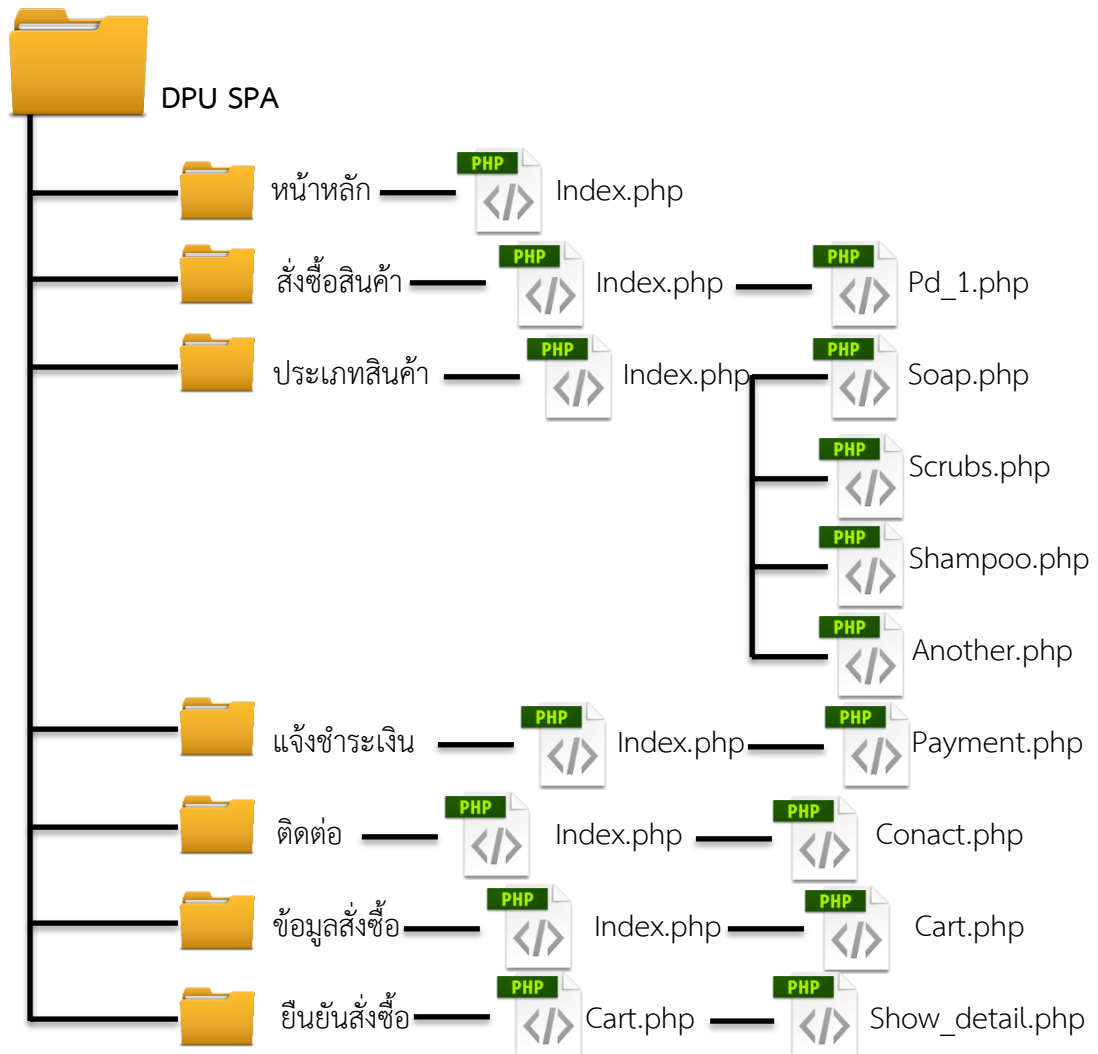 DPU SPA
หน้าหลัก PHP </> Index.php
สั่งซื้อสินค้า PHP </> Index.php PHP </> Pd_1.php
ประเภทสินค้า PHP </> Index.php PHP </> Soap.php
PHP </> Scrubs.php
PHP </> Shampoo.php
PHP </> Another.php
แจ้งชำระเงิน PHP </> Index.php PHP </> Payment.php
ติดต่อ PHP </> Index.php PHP </> Conact.php
ข้อมูลสั่งซื้อ PHP </> Index.php PHP </> Cart.php
ยืนยันสั่งซื้อ PHP </> Cart.php PHP </> Show_detail.php